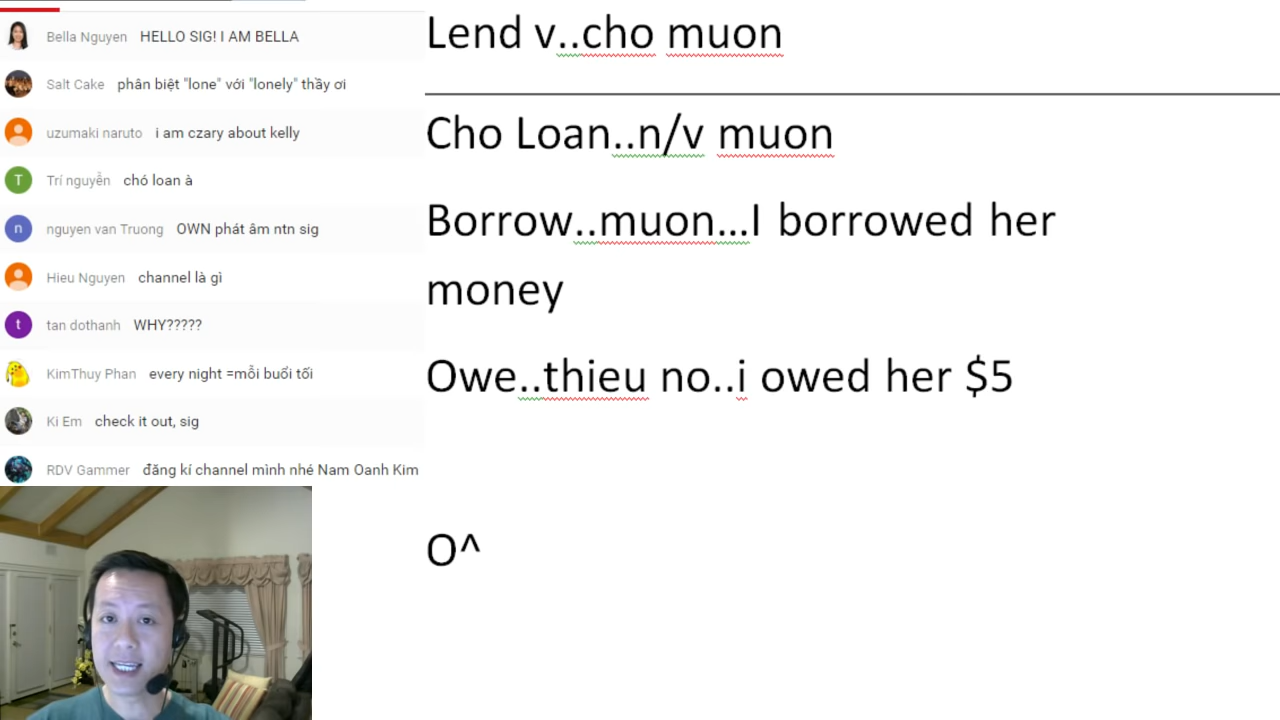 Bella Nguyen HELLO SIG! I AM BELLA
Salt Cake phân biệt "lone" với "lonely" thầy ơi
uzumaki naruto i am czary about kelly
T Trí nguyễn chó loan à
n nguyen van Truong OWN phát âm ntn sig
Hieu Nguyen channel là gì
t tan dothanh WHY?????
KimThuy Phan every night =mỗi buổi tối
Ki Em check it out, sig
RDV Gammer đăng kí channel mình nhé Nam Oanh Kim
Lend v..cho muon
Cho Loan..n/v muon
Borrow..muon...I borrowed her
money
Owe..thieu no..i owed her $5
O^